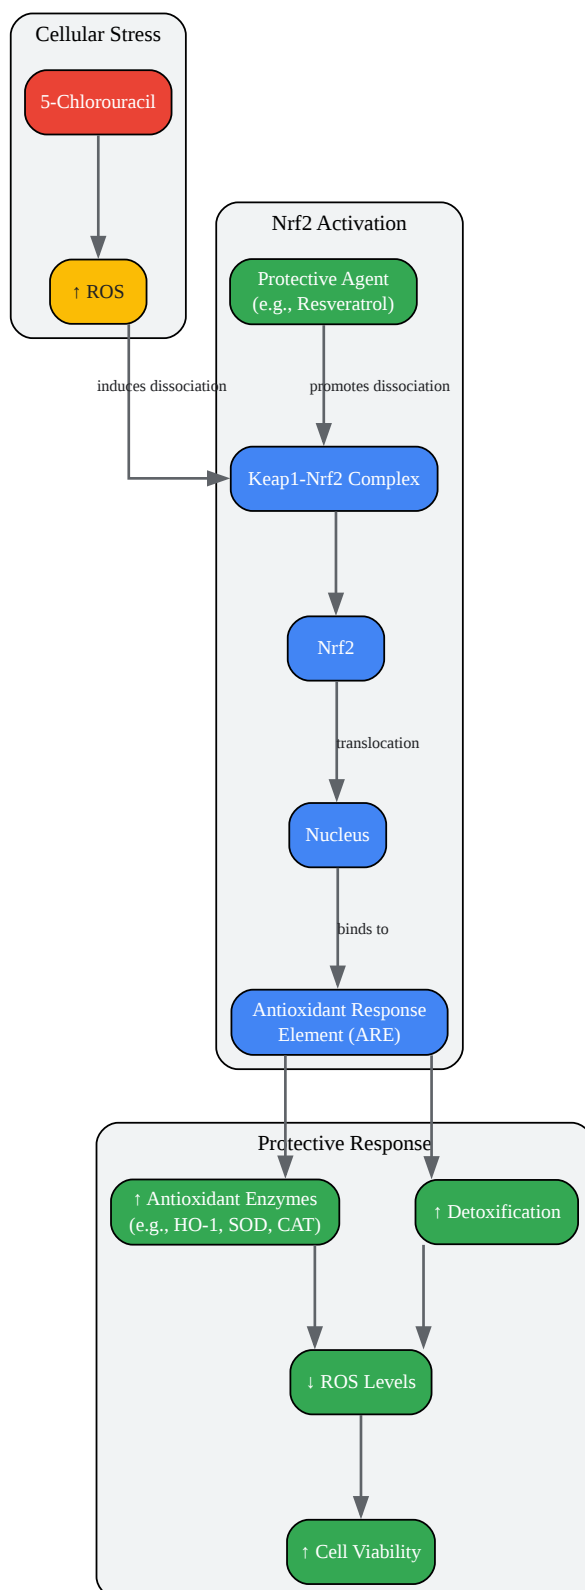 Cellular Stress
5-Chlorouracil
↑ ROS
Nrf2 Activation
Protective Agent
(e.g., Resveratrol)
induces dissociation
promotes dissociation
Keap1-Nrf2 Complex
Nrf2
translocation
Nucleus
binds to
Antioxidant Response
Element (ARE)
Protective Response
↑ Antioxidant Enzymes
(e.g., HO-1, SOD, CAT)
↑ Detoxification
↓ ROS Levels
↑ Cell Viability